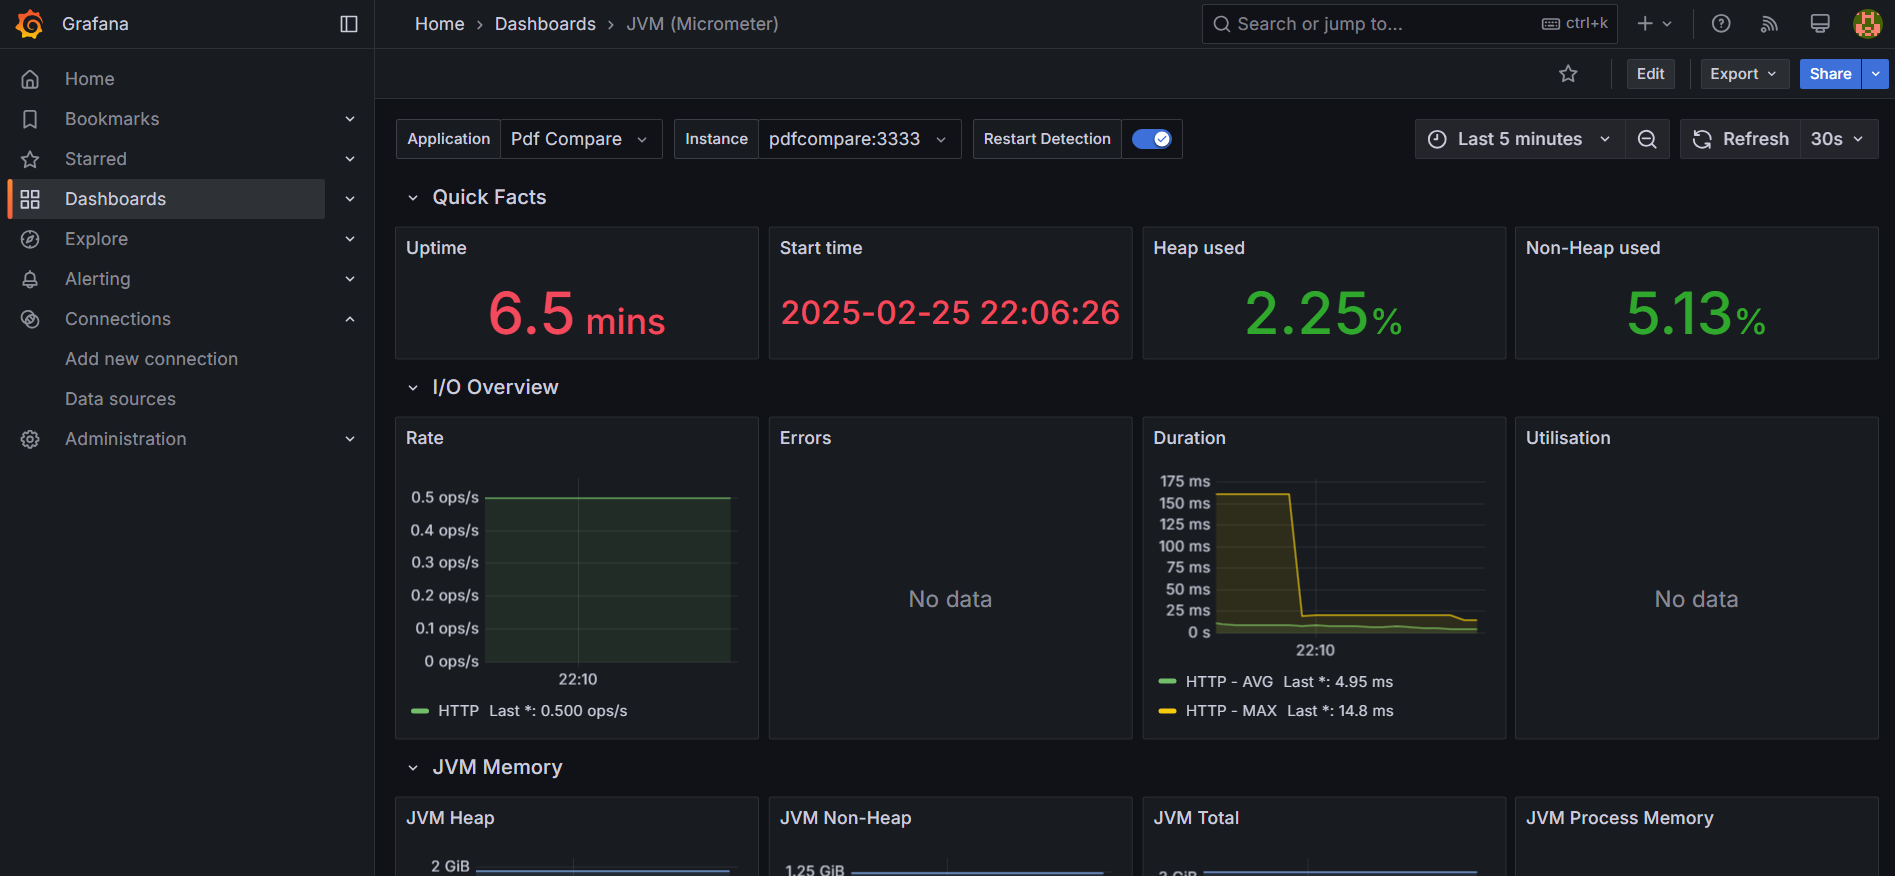 Grafana
Home › Dashboards › JVM (Micrometer)
Search or jump to...
ctrl+k
Home
Bookmarks
Starred
Dashboards
Explore
Alerting
Connections
Add new connection
Data sources
Administration
Edit
Export
Share
Application
Pdf Compare
Instance
pdfcompare:3333
Restart Detection
Last 5 minutes
Refresh
30s
Quick Facts
Uptime
6.5 mins
Start time
2025-02-25 22:06:26
Heap used
2.25%
Non-Heap used
5.13%
I/O Overview
Rate
0.5 ops/s
0.4 ops/s
0.3 ops/s
0.2 ops/s
0.1 ops/s
0 ops/s
22:10
HTTP Last *: 0.500 ops/s
Errors
No data
Duration
175 ms
150 ms
125 ms
100 ms
75 ms
50 ms
25 ms
0 s
22:10
HTTP - AVG Last *: 4.95 ms
HTTP - MAX Last *: 14.8 ms
Utilisation
No data
JVM Memory
JVM Heap
2 GiB
JVM Non-Heap
1.25 GiB
JVM Total
JVM Process Memory